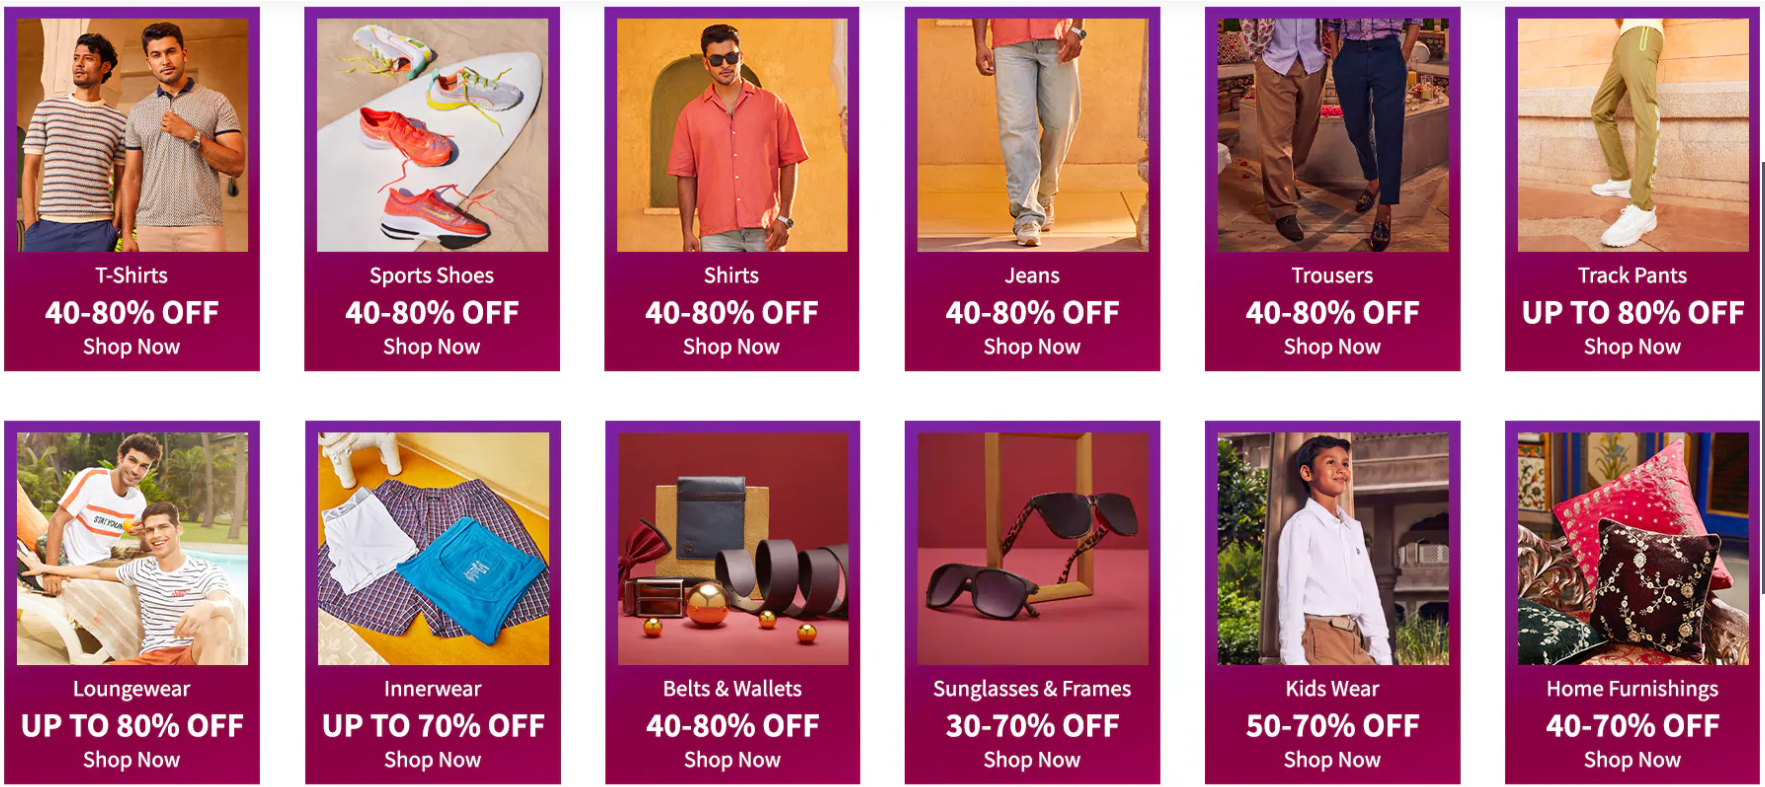 T-Shirts
40-80% OFF
Shop Now
Sports Shoes
40-80% OFF
Shop Now
Shirts
40-80% OFF
Shop Now
Jeans
40-80% OFF
Shop Now
Trousers
40-80% OFF
Shop Now
Track Pants
UP TO 80% OFF
Shop Now
Loungewear
UP TO 80% OFF
Shop Now
Innerwear
UP TO 70% OFF
Shop Now
Belts & Wallets
40-80% OFF
Shop Now
Sunglasses & Frames
30-70% OFF
Shop Now
Kids Wear
50-70% OFF
Shop Now
Home Furnishings
40-70% OFF
Shop Now